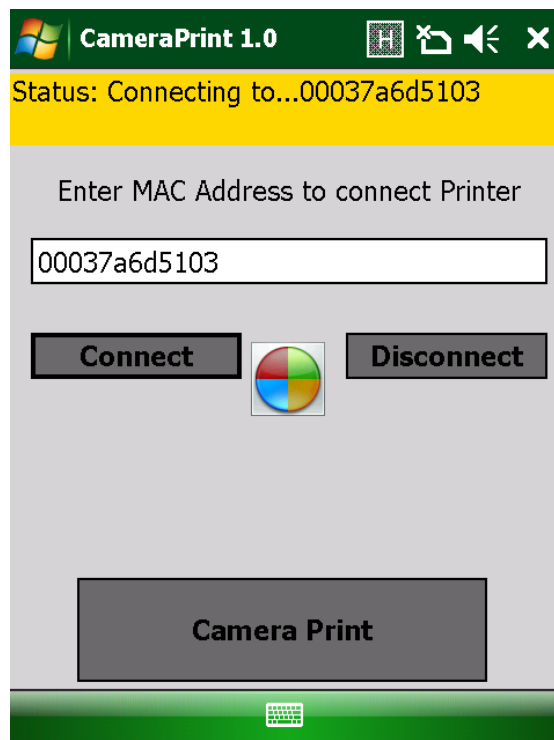 CameraPrint 1.0
H
Status: Connecting to...00037a6d5103
Enter MAC Address to connect Printer
00037a6d5103
Connect
Disconnect
Camera Print